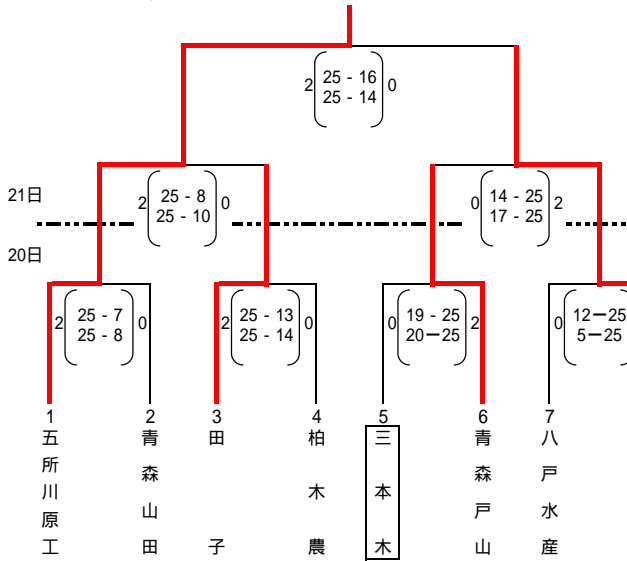 2 25 - 16 0
25 - 14
21日
2 25 - 8 0
25 - 10
0 14 - 25 2
17 - 25
20日
2 25 - 7 0
25 - 8
2 25 - 13 0
25 - 14
0 19 - 25 2
20ー25
0 12ー25
5ー25
1 2 3 4 5 6 7
五所川原工
青森山田
田子
柏木農
三本木
青森戸山
八戸水産